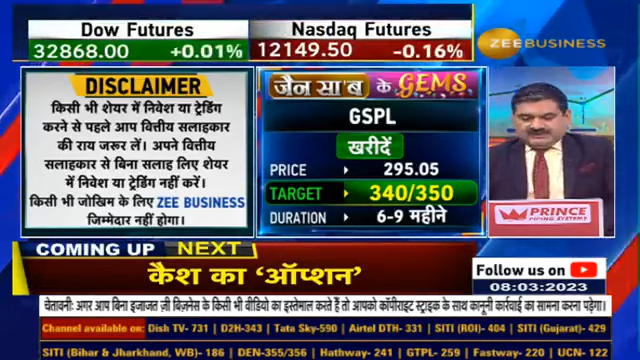 Dow Futures
32868.00 +0.01%
Nasdaq Futures
12149.50 -0.16%
ZEE BUSINESS
DISCLAIMER
किसी भी शेयर में निवेश या ट्रेडिंग
करने से पहले आप वित्तीय सलाहकार
की राय जरूर लें। अपने वित्तीय
सलाहकार से बिना सलाह लिए शेयर
में निवेश या ट्रेडिंग नहीं करें।
किसी भी जोखिम के लिए ZEE BUSINESS
जिम्मेदार नहीं होगा।
जैन सा'ब के GEMS
GSPL
खरीदें
PRICE 295.05
TARGET 340/350
DURATION 6-9 महीने
PRINCE
PIPING SYSTEMS
COMING UP NEXT
कैश का ‘ऑप्शन’
Follow us on
08:03:2023
चेतावनी: अगर आप बिना इजाजत ज़ी बिज़नेस के किसी भी वीडियो का इस्तेमाल करते हैं तो आपको कॉपीराइट स्ट्राइक के साथ कानूनी कार्रवाई का सामना करना पड़ेगा।
Channel available on: Dish TV- 731 | D2H-343 | Tata Sky-590 | Airtel DTH- 331 | SITI (ROI) - 404 | SITI (Gujarat) - 429
SITI (Bihar & Jharkhand, WB)- 186 | DEN-355/356 | Hathway- 241 | GTPL- 259 | Fastway- 220 | UCN - 122